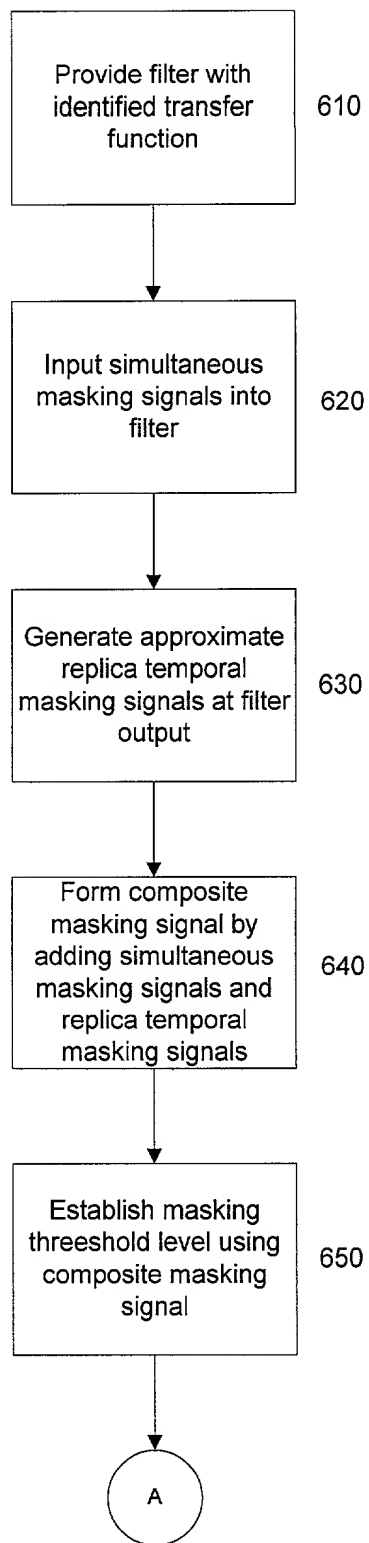 Provide filter with
identified transfer
function
610
Input simultaneous
masking signals into
filter
620
Generate approximate
replica temporal
masking signals at filter
output
630
Form composite
masking signal by
adding simultaneous
masking signals and
replica temporal
masking signals
640
Establish masking
threeshold level using
composite masking
signal
650
A